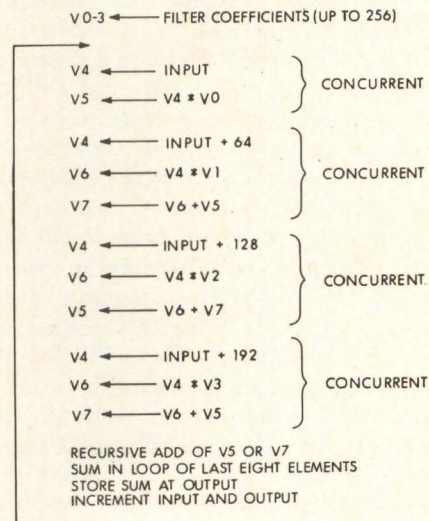 V 0-3 ← FILTER COEFFICIENTS (UP TO 256)
V4 ← INPUT
V5 ← V4 * V0
CONCURRENT
V4 ← INPUT + 64
V6 ← V4 * V1
V7 ← V6 + V5
CONCURRENT
V4 ← INPUT + 128
V6 ← V4 * V2
V5 ← V6 + V7
CONCURRENT.
V4 ← INPUT + 192
V6 ← V4 * V3
V7 ← V6 + V5
CONCURRENT
RECURSIVE ADD OF V5 OR V7
SUM IN LOOP OF LAST EIGHT ELEMENTS
STORE SUM AT OUTPUT
INCREMENT INPUT AND OUTPUT